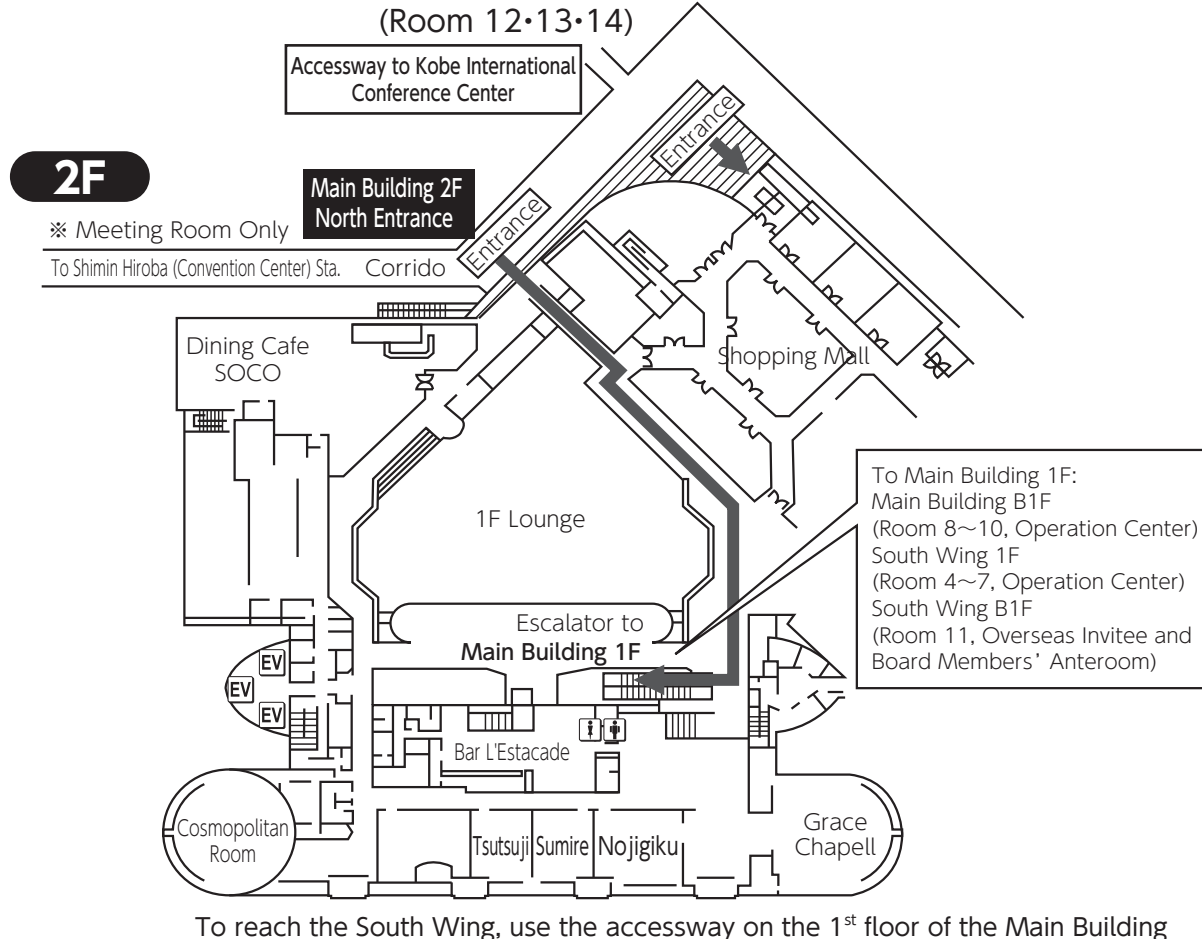 (Room 12・13・14)
Accessway to Kobe International
Conference Center
2F
Main Building 2F
North Entrance
※ Meeting Room Only
To Shimin Hiroba (Convention Center) Sta.
Corrido
Entrance
Entrance
Dining Cafe
SOCO
Shopping Mall
1F Lounge
To Main Building 1F:
Main Building B1F
(Room 8～10, Operation Center)
South Wing 1F
(Room 4～7, Operation Center)
South Wing B1F
(Room 11, Overseas Invitee and
Board Members' Anteroom)
Escalator to
Main Building 1F
EV
EV
EV
Bar L'Estacade
Cosmopolitan
Room
Tsutsuji
Sumire
Nojigiku
Grace
Chapell
To reach the South Wing, use the accessway on the 1st floor of the Main Building